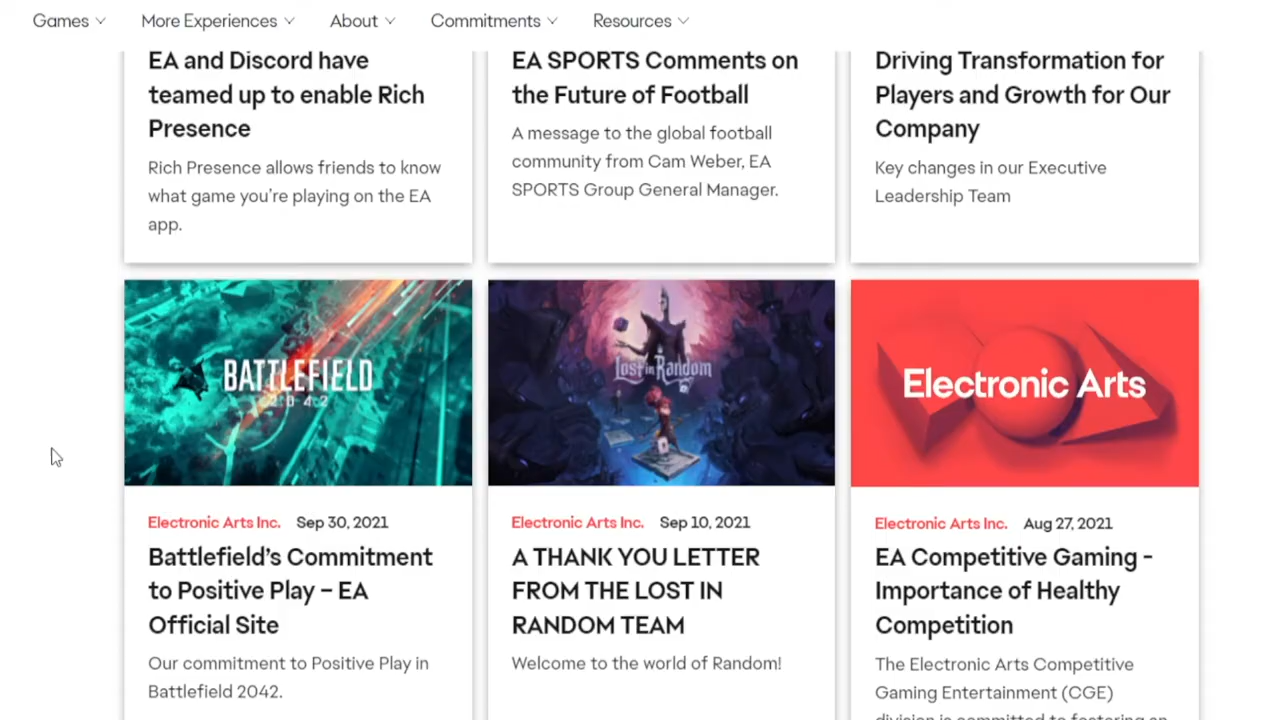 Games
More Experiences
About
Commitments
Resources
EA and Discord have
teamed up to enable Rich
Presence
Rich Presence allows friends to know
what game you're playing on the EA
app.
EA SPORTS Comments on
the Future of Football
A message to the global football
community from Cam Weber, EA
SPORTS Group General Manager.
Driving Transformation for
Players and Growth for Our
Company
Key changes in our Executive
Leadership Team
BATTLEFIELD
2042
Electronic Arts Inc. Sep 30, 2021
Battlefield's Commitment
to Positive Play – EA
Official Site
Our commitment to Positive Play in
Battlefield 2042.
Lost in Random
Electronic Arts Inc. Sep 10, 2021
A THANK YOU LETTER
FROM THE LOST IN
RANDOM TEAM
Welcome to the world of Random!
Electronic Arts
Electronic Arts Inc. Aug 27, 2021
EA Competitive Gaming –
Importance of Healthy
Competition
The Electronic Arts Competitive
Gaming Entertainment (CGE)
division is committed to fostering an